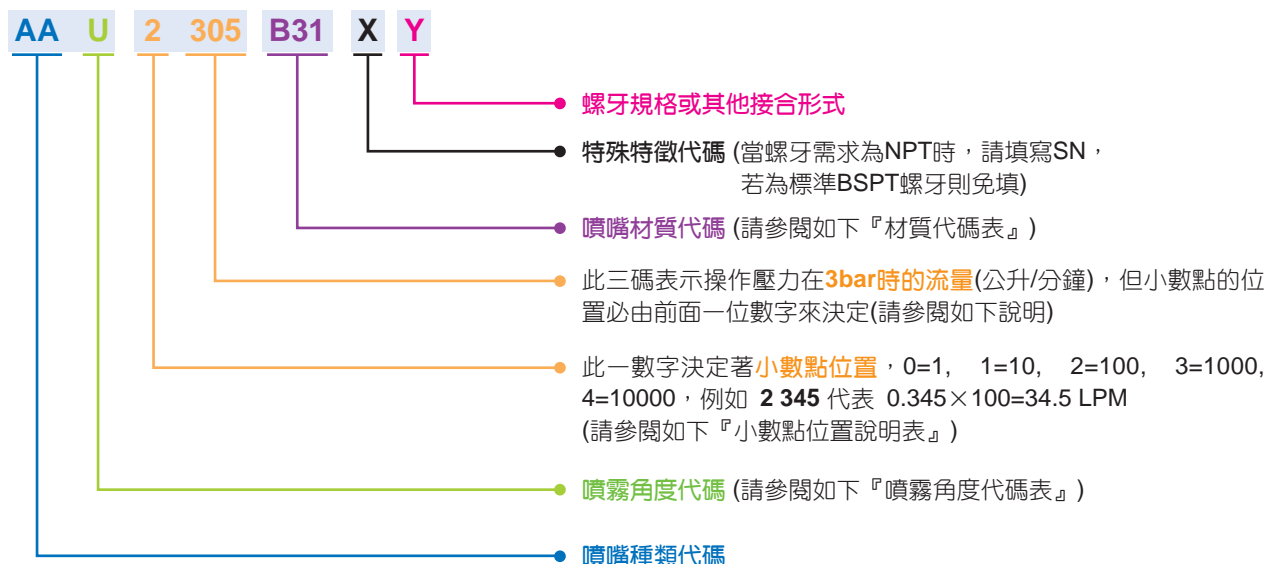 AA U 2 305 B31 X Y
螺牙規格或其他接合形式
特殊特徵代碼 (當螺牙需求為NPT時，請填寫SN，
若為標準BSPT螺牙則免填)
噴嘴材質代碼 (請參閱如下『材質代碼表』)
此三碼表示操作壓力在3bar時的流量(公升/分鐘)，但小數點的位
置必由前面一位數字來決定(請參閱如下說明)
此一數字決定著小數點位置，0=1, 1=10, 2=100, 3=1000,
4=10000，例如 2 345 代表 0.345×100=34.5 LPM
(請參閱如下『小數點位置說明表』)
噴霧角度代碼 (請參閱如下『噴霧角度代碼表』)
噴嘴種類代碼